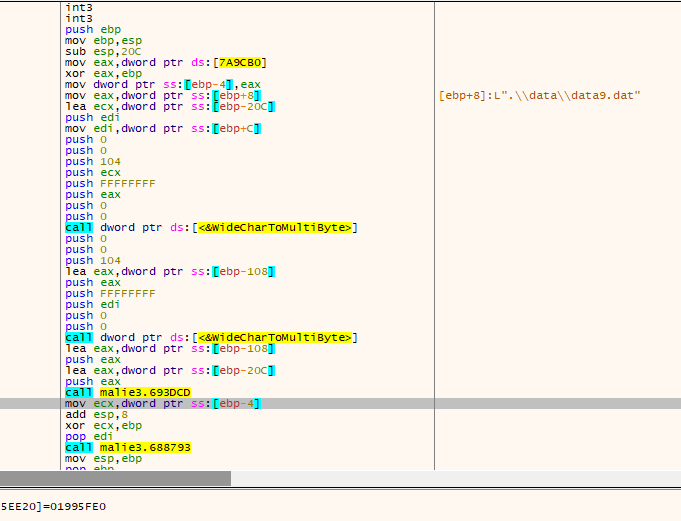 int3
int3
push ebp
mov ebp,esp
sub esp,20C
mov eax,dword ptr ds:[7A9CB0]
xor eax,ebp
mov dword ptr ss:[ebp-4],eax
mov eax,dword ptr ss:[ebp+8] [ebp+8]:L".\\data\\data9.dat"
lea ecx,dword ptr ss:[ebp-20C]
push edi
mov edi,dword ptr ss:[ebp+C]
push 0
push 0
push 104
push ecx
push FFFFFFFF
push eax
push 0
push 0
call dword ptr ds:[<&WideCharToMultiByte>]
push 0
push 0
push 104
lea eax,dword ptr ss:[ebp-108]
push eax
push FFFFFFFF
push edi
push 0
push 0
call dword ptr ds:[<&WideCharToMultiByte>]
lea eax,dword ptr ss:[ebp-108]
push eax
lea eax,dword ptr ss:[ebp-20C]
push eax
call malie3.693DCD
mov ecx,dword ptr ss:[ebp-4]
add esp,8
xor ecx,ebp
pop edi
call malie3.688793
mov esp,ebp
pop ebp
5EE20]=01995FE0